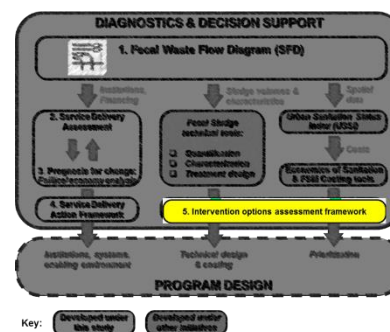 DIAGNOSTICS & DECISION SUPPORT
1. Fecal Waste Flow Diagram (SFD)
Institutions,
Financing
Sludge volumes &
characteristics
Spatial
data
2. Service Delivery
Assessment
3. Prognosis for change:
Political economy analysis
Fecal Sludge
technical tools:
Quantification
Characterization
Treatment design
Urban Sanitation Status
Index (USSI)
Costs
Economics of Sanitation
& FSM Costing tools
4. Service Delivery
Action Framework
5. Intervention options assessment framework
Institutions, systems,
enabling environment
Technical design
& costing
Prioritization
PROGRAM DESIGN
Key:
Developed under
this study
Developed under
other initiatives